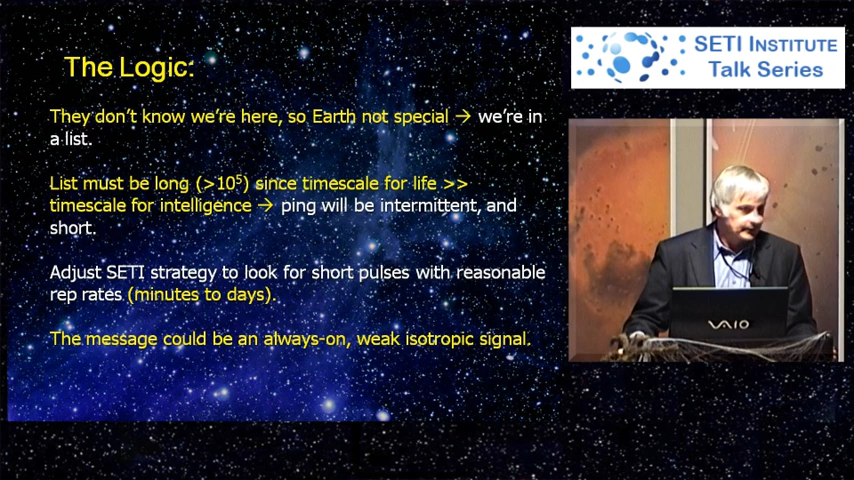 The Logic:
They don't know we're here, so Earth not special → we're in
a list.
List must be long (>10⁵) since timescale for life >>
timescale for intelligence → ping will be intermittent, and
short.
Adjust SETI strategy to look for short pulses with reasonable
rep rates (minutes to days).
The message could be an always-on, weak isotropic signal.
SETI INSTITUTE
Talk Series
VAIO